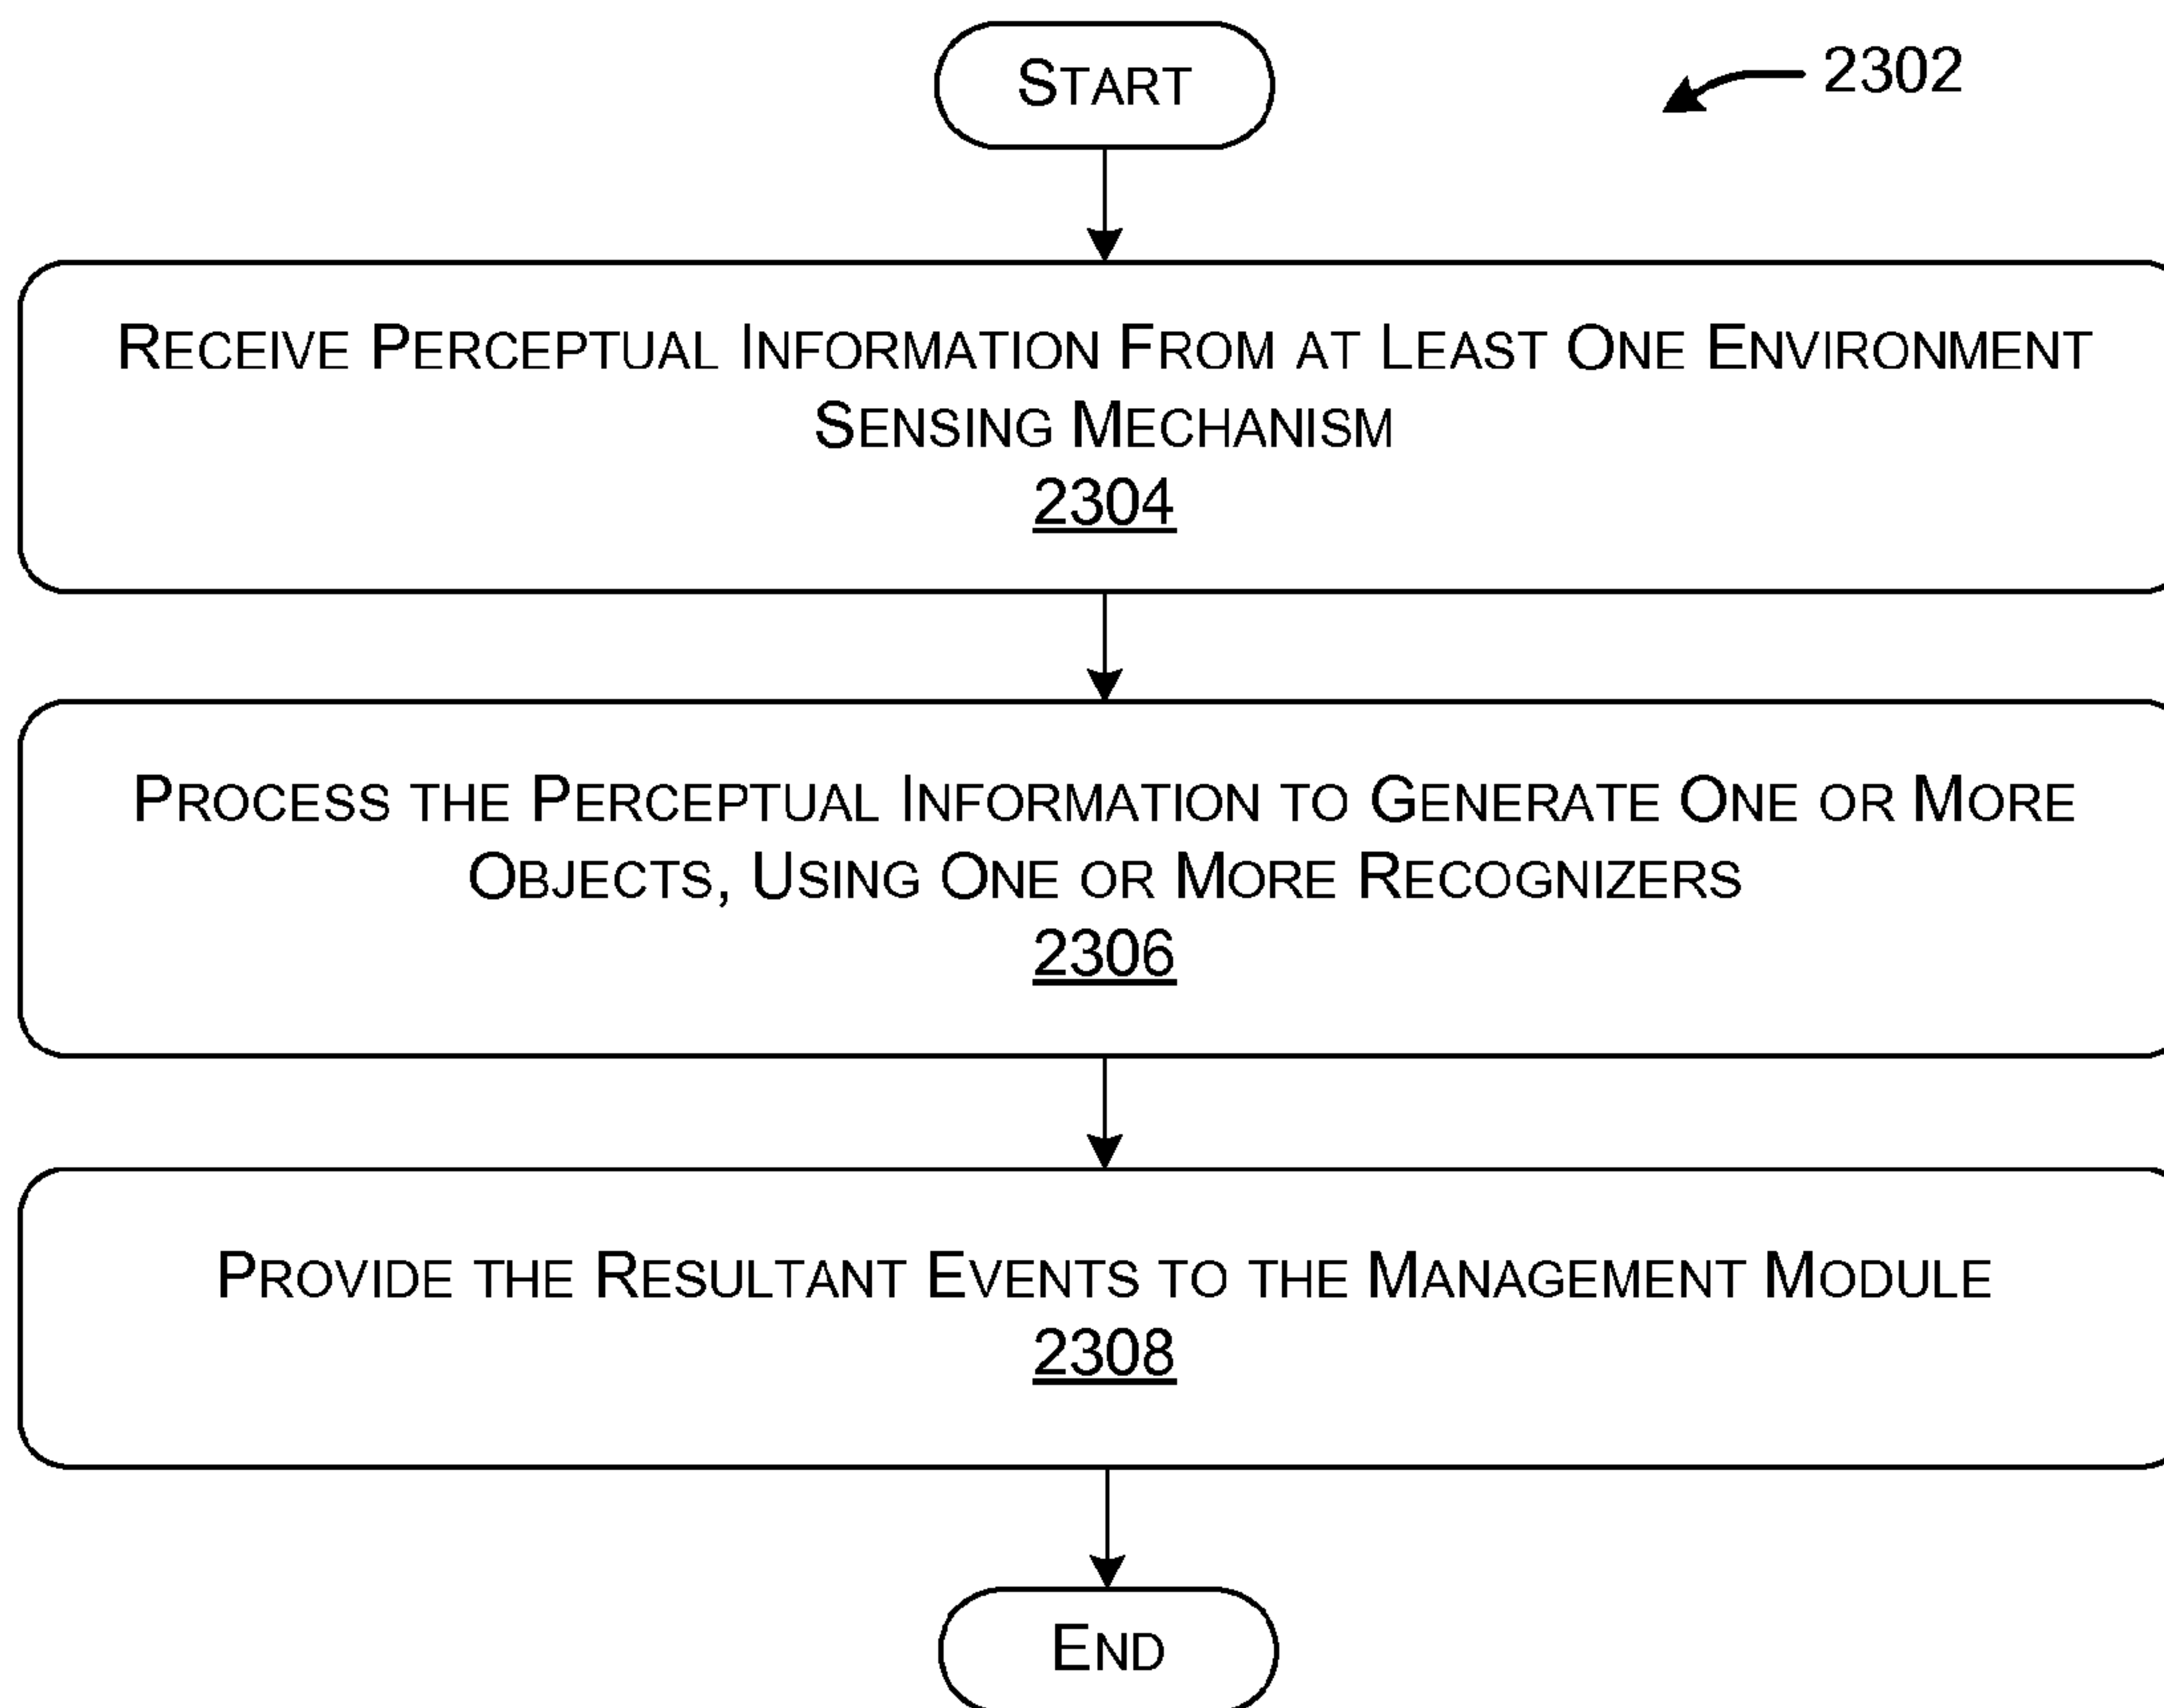 START
2302
RECEIVE PERCEPTUAL INFORMATION FROM AT LEAST ONE ENVIRONMENT
SENSING MECHANISM
2304
PROCESS THE PERCEPTUAL INFORMATION TO GENERATE ONE OR MORE
OBJECTS, USING ONE OR MORE RECOGNIZERS
2306
PROVIDE THE RESULTANT EVENTS TO THE MANAGEMENT MODULE
2308
END